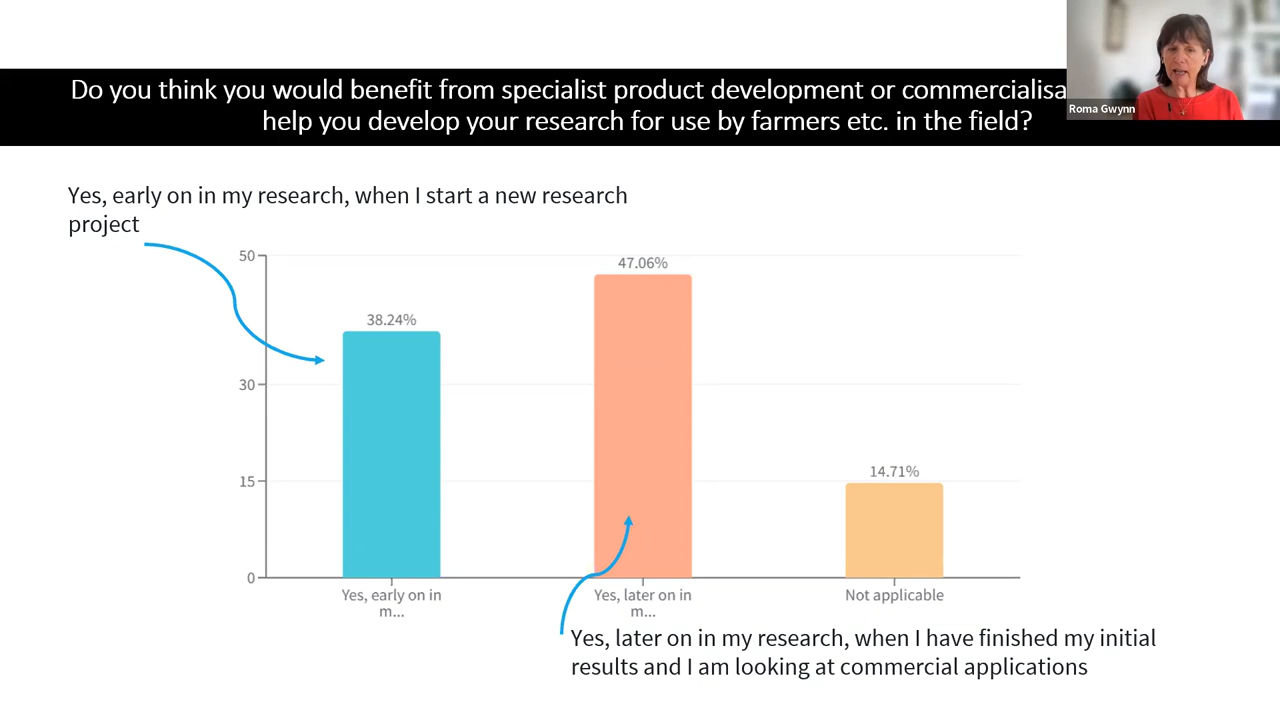 Do you think you would benefit from specialist product development or commercialisa
help you develop your research for use by farmers etc. in the field?
Roma Gwynn
Yes, early on in my research, when I start a new research
project
50
47.06%
38.24%
30
14.71%
15
0
Yes, early on in
m...
Yes, later on in
m...
Not applicable
Yes, later on in my research, when I have finished my initial
results and I am looking at commercial applications